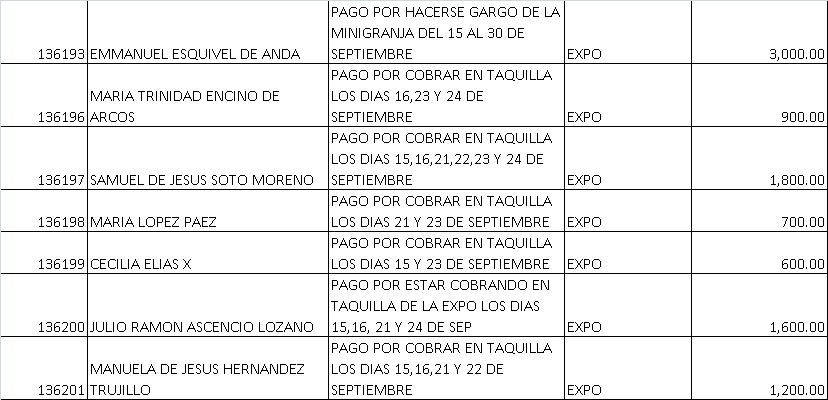 PAGO POR HACERSE GARGO DE LA
MINIGRANJA DEL 15 AL 30 DE
136193 EMMANUEL ESQUIVEL DE ANDA SEPTIEMBRE EXPO 3,000.00
PAGO POR COBRAR EN TAQUILLA
MARIA TRINIDAD ENCINO DE LOS DIAS 16,23 Y 24 DE
136196 ARCOS SEPTIEMBRE EXPO 900.00
PAGO POR COBRAR EN TAQUILLA
LOS DIAS 15,16,21,22,23 Y 24 DE
136197 SAMUEL DE JESUS SOTO MORENO SEPTIEMBRE EXPO 1,800.00
PAGO POR COBRAR EN TAQUILLA
136198 MARIA LOPEZ PAEZ LOS DIAS 21 Y 23 DE SEPTIEMBRE EXPO 700.00
PAGO POR COBRAR EN TAQUILLA
136199 CECILIA ELIAS X LOS DIAS 15 Y 23 DE SEPTIEMBRE EXPO 600.00
PAGO POR ESTAR COBRANDO EN
TAQUILLA DE LA EXPO LOS DIAS
136200 JULIO RAMON ASCENCIO LOZANO 15,16, 21 Y 24 DE SEP EXPO 1,600.00
PAGO POR COBRAR EN TAQUILLA
MANUELA DE JESUS HERNANDEZ LOS DIAS 15,16,21 Y 22 DE
136201 TRUJILLO SEPTIEMBRE EXPO 1,200.00